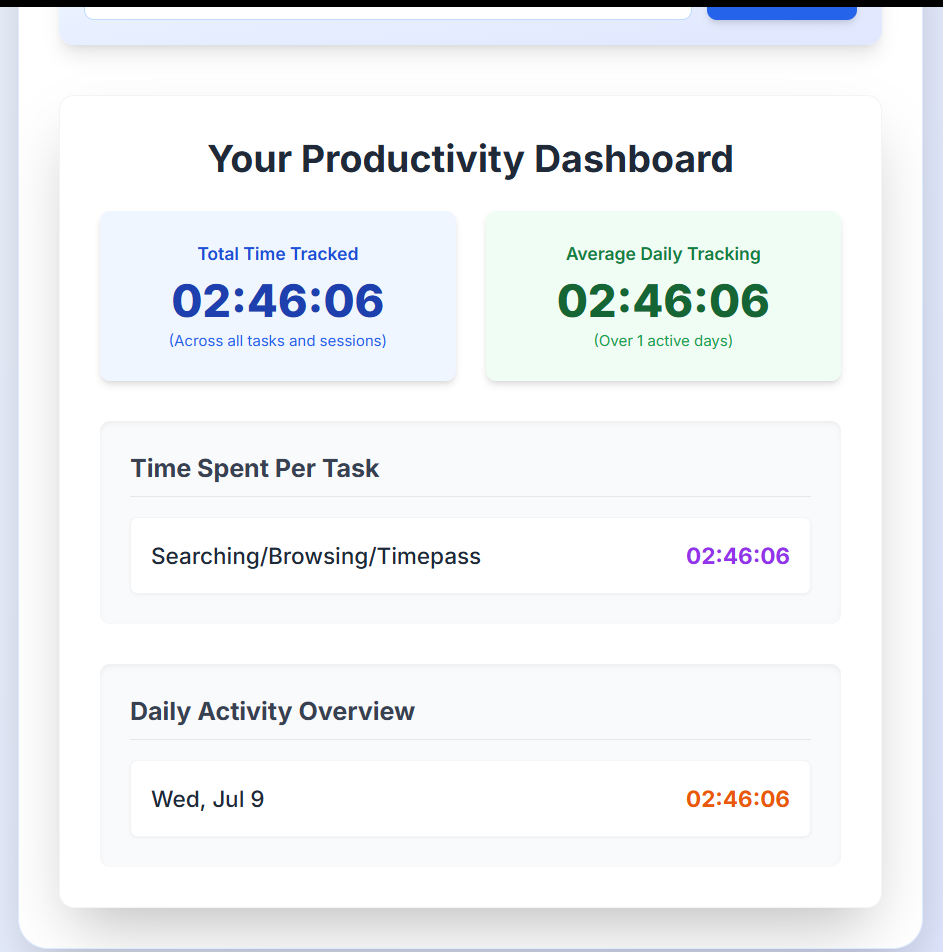 Your Productivity Dashboard
Total Time Tracked
02:46:06
(Across all tasks and sessions)
Average Daily Tracking
02:46:06
(Over 1 active days)
Time Spent Per Task
Searching/Browsing/Timepass
02:46:06
Daily Activity Overview
Wed, Jul 9
02:46:06